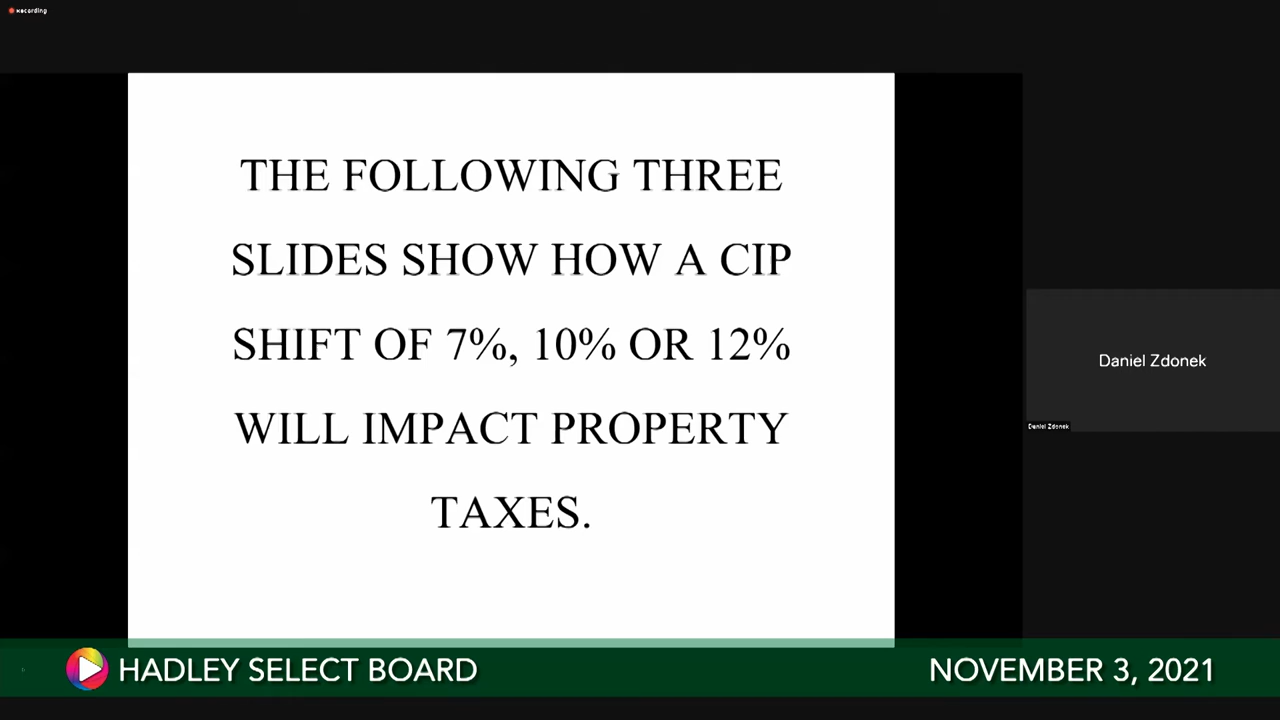 Recording
THE FOLLOWING THREE
SLIDES SHOW HOW A CIP
SHIFT OF 7%, 10% OR 12%
WILL IMPACT PROPERTY
TAXES.
Daniel Zdonek
Daniel Zdonek
HADLEY SELECT BOARD
NOVEMBER 3, 2021